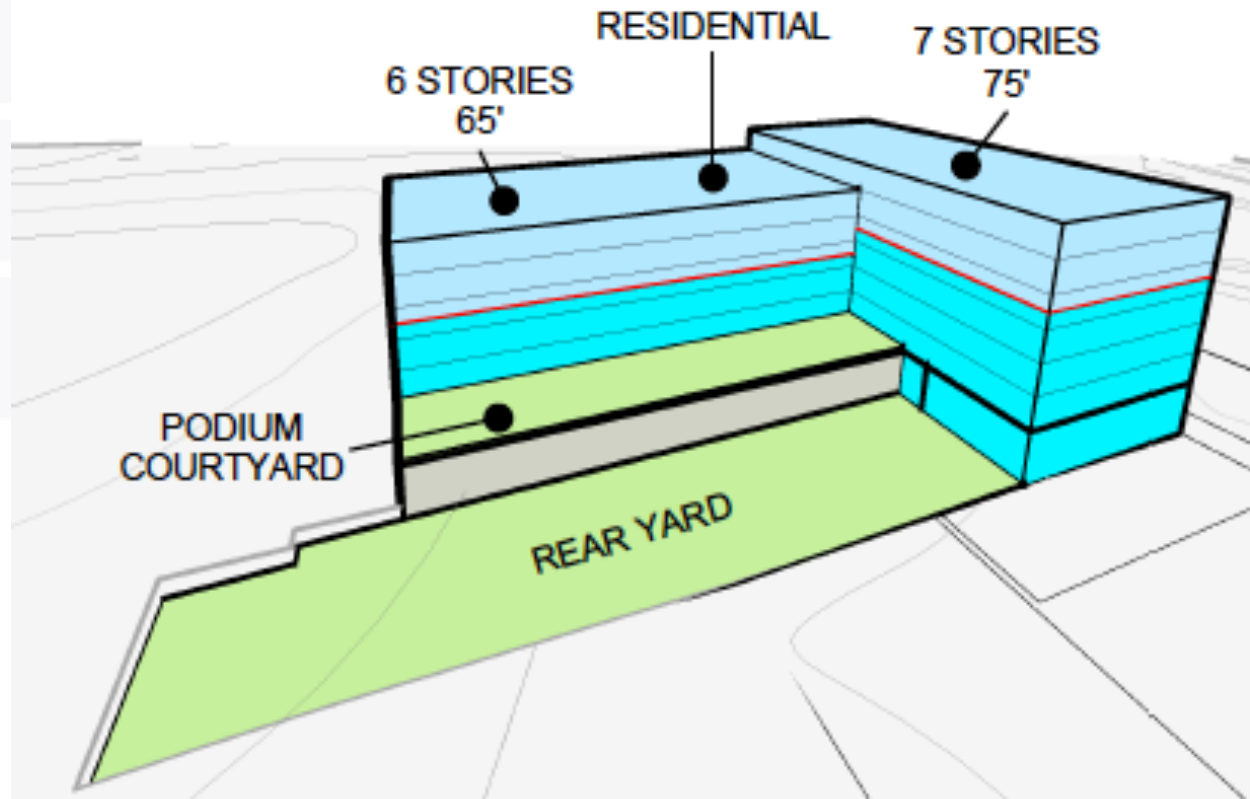 RESIDENTIAL
7 STORIES
75'
6 STORIES
65'
PODIUM
COURTYARD
REAR YARD